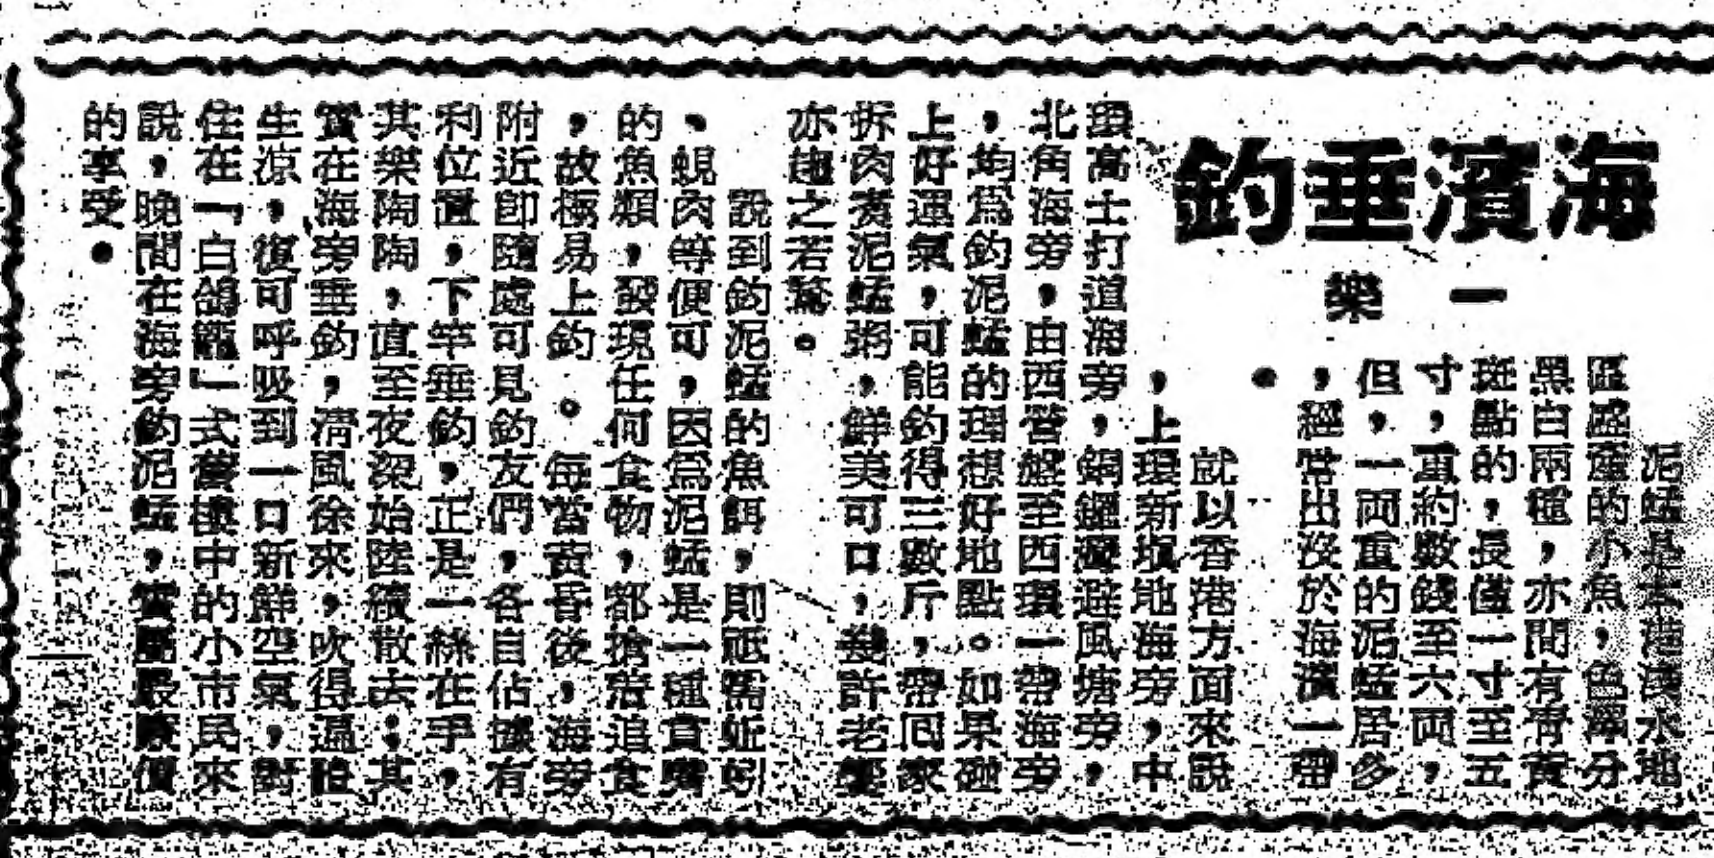 海濱垂釣
一樂
泥鯭是本港淡水地
區盛產的小魚，色澤分
黑白兩種，亦間有青黃
斑點的，長僅一寸至五
寸，重約數錢至六両，
但，一両重的泥鯭居多
，經常出沒於海濱一帶
。
就以香港方面來說
，上環新填地海旁，中
環高士打道海旁，銅鑼灣避風塘旁，
北角海旁，由西營盤至西環一帶海旁
，均為釣泥鯭的理想好地點。如果碰
上好運氣，可能釣得三數斤，帶回家
拆肉煮泥鯭粥，鮮美可口，幾許老饕
亦趨之若鶩。
說到釣泥鯭的魚餌，則祗需蚯蚓
、蜆肉等便可，因為泥鯭是一種貪嘴
的魚類，發現任何食物，都搶着追食
，故極易上釣。每當黃昏後，海旁
附近即隨處可見釣友們，各自佔據有
利位置，下竿垂釣，正是一絲在手，
其樂陶陶，直至夜深始陸續散去；其
實在海旁垂釣，清風徐來，吹得遍體
生涼，復可呼吸到一口新鮮空氣，對
住在「白鴿籠」式舊樓中的小市民來
說，晚間在海旁釣泥鯭，實屬最廉價
的享受。